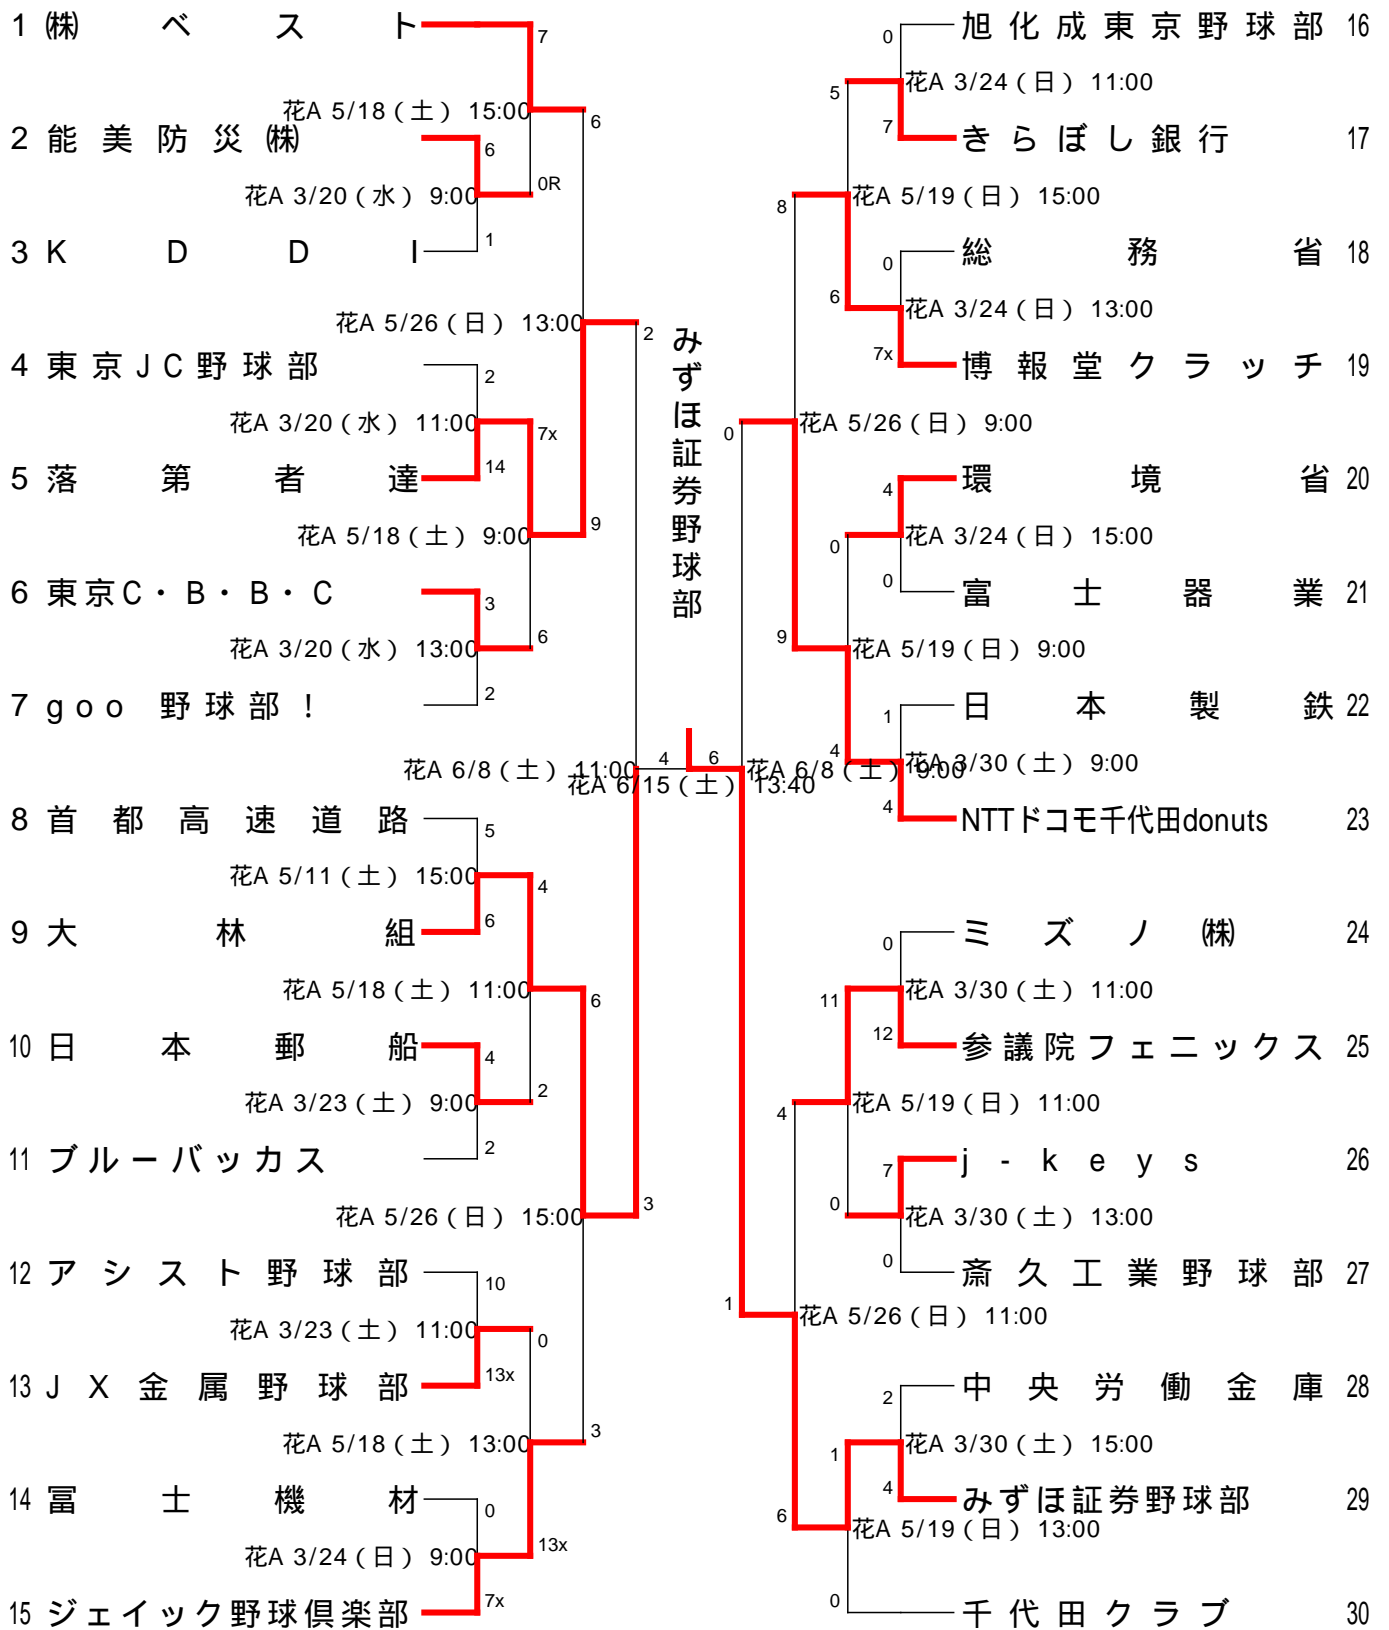 1 ㈱ベスト
7
花A 5/18（土） 15:00
6
2 能美防災㈱
6
花A 3/20（水） 9:00
0R
1
3 KDDI
花A 5/26（日） 13:00
2
4 東京JC野球部
2
花A 3/20（水） 11:00
7x
14
5 落第者達
花A 5/18（土） 9:00
9
6 東京C・B・B・C
3
花A 3/20（水） 13:00
6
2
7 goo 野球部！
花A 6/8（土） 11:00
8 首都高速道路
5
花A 5/11（土） 15:00
4
6
9 大林組
花A 5/18（土） 11:00
6
10 日本郵船
4
花A 3/23（土） 9:00
2
2
11 ブルーバッカス
花A 5/26（日） 15:00
3
12 アシスト野球部
10
花A 3/23（土） 11:00
0
13x
13 JX金属野球部
花A 5/18（土） 13:00
3
14 冨士機材
0
花A 3/24（日） 9:00
13x
7x
15 ジェイック野球倶楽部
みずほ証券野球部
4
6
花A 6/15（土） 13:40
旭化成東京野球部 16
0
花A 3/24（日） 11:00
5
7
きらぼし銀行 17
花A 5/19（日） 15:00
8
総務省 18
0
花A 3/24（日） 13:00
6
7x
博報堂クラッチ 19
花A 5/26（日） 9:00
0
環境省 20
4
花A 3/24（日） 15:00
0
0
富士器業 21
花A 5/19（日） 9:00
9
日本製鉄 22
1
花A 3/30（土） 9:00
4
4
NTTドコモ千代田donuts 23
花A 6/8（土） 9:00
ミズノ㈱ 24
0
花A 3/30（土） 11:00
11
12
参議院フェニックス 25
花A 5/19（日） 11:00
4
j-keys 26
7
花A 3/30（土） 13:00
0
0
斎久工業野球部 27
花A 5/26（日） 11:00
1
中央労働金庫 28
2
花A 3/30（土） 15:00
1
4
みずほ証券野球部 29
花A 5/19（日） 13:00
6
0
千代田クラブ 30